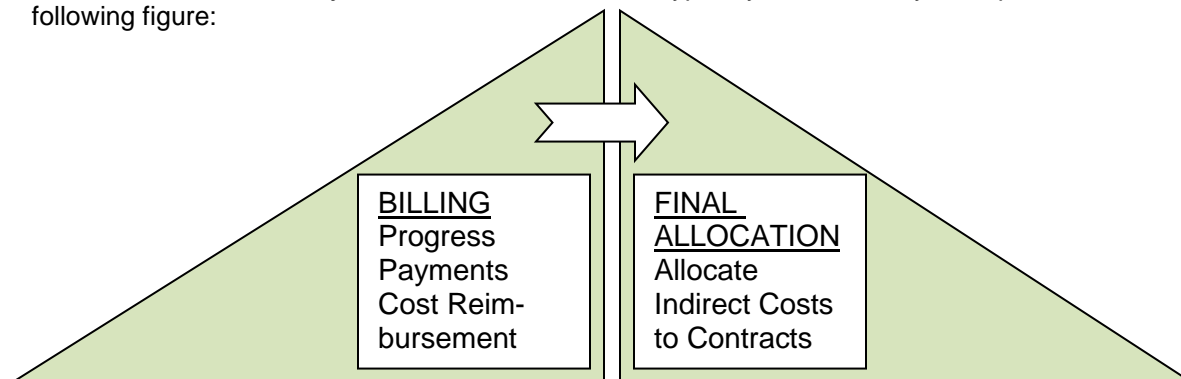 following figure:
BILLING
Progress
Payments
Cost Reim-
bursement
FINAL
ALLOCATION
Allocate
Indirect Costs
to Contracts